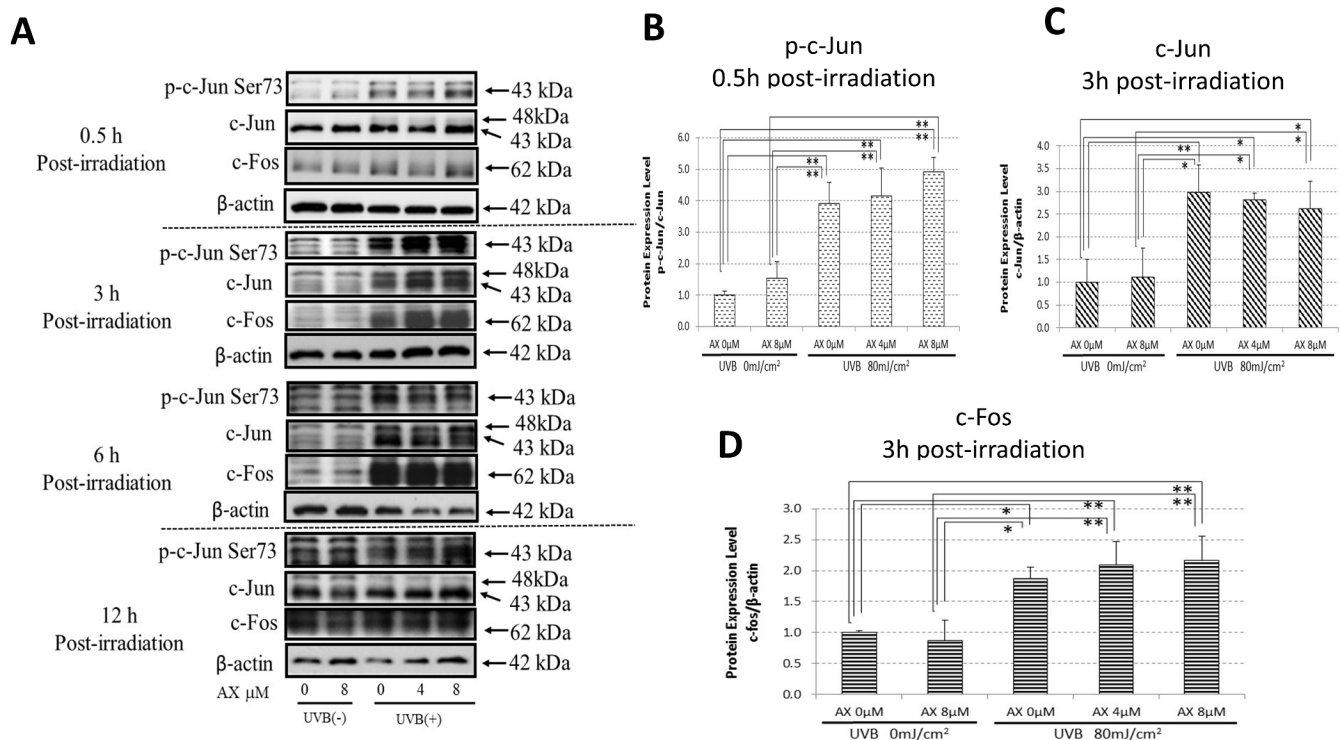 A
0.5 h
Post-irradiation
p-c-Jun Ser73
43 kDa
c-Jun
48kDa
43 kDa
c-Fos
62 kDa
β-actin
42 kDa
3 h
Post-irradiation
p-c-Jun Ser73
43 kDa
c-Jun
48kDa
43 kDa
c-Fos
62 kDa
β-actin
42 kDa
6 h
Post-irradiation
p-c-Jun Ser73
43 kDa
c-Jun
48kDa
43 kDa
c-Fos
62 kDa
β-actin
42 kDa
12 h
Post-irradiation
p-c-Jun Ser73
43 kDa
c-Jun
48kDa
43 kDa
c-Fos
62 kDa
β-actin
42 kDa
AX μM 0 8 0 4 8
UVB(-) UVB(+)
B
p-c-Jun
0.5h post-irradiation
Protein Expression Level
p-c-Jun/c-Jun
6.0
5.0
4.0
3.0
2.0
1.0
0.0
**
**
**
**
**
**
AX 0μM AX 8μM AX 0μM AX 4μM AX 8μM
UVB 0mJ/cm² UVB 80mJ/cm²
C
c-Jun
3h post-irradiation
Protein Expression Level
c-Jun/β-actin
4.0
3.5
3.0
2.5
2.0
1.5
1.0
0.5
0.0
*
*
*
*
**
*
AX 0μM AX 8μM AX 0μM AX 4μM AX 8μM
UVB 0mJ/cm² UVB 80mJ/cm²
D
c-Fos
3h post-irradiation
Protein Expression Level
c-fos/β-actin
3.0
2.5
2.0
1.5
1.0
0.5
0.0
**
**
**
**
*
*
AX 0μM AX 8μM AX 0μM AX 4μM AX 8μM
UVB 0mJ/cm² UVB 80mJ/cm²